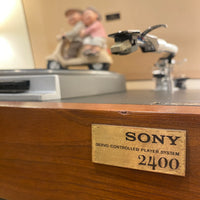 SONY
SERVO CONTROLLED PLAYER SYSTEM
2400